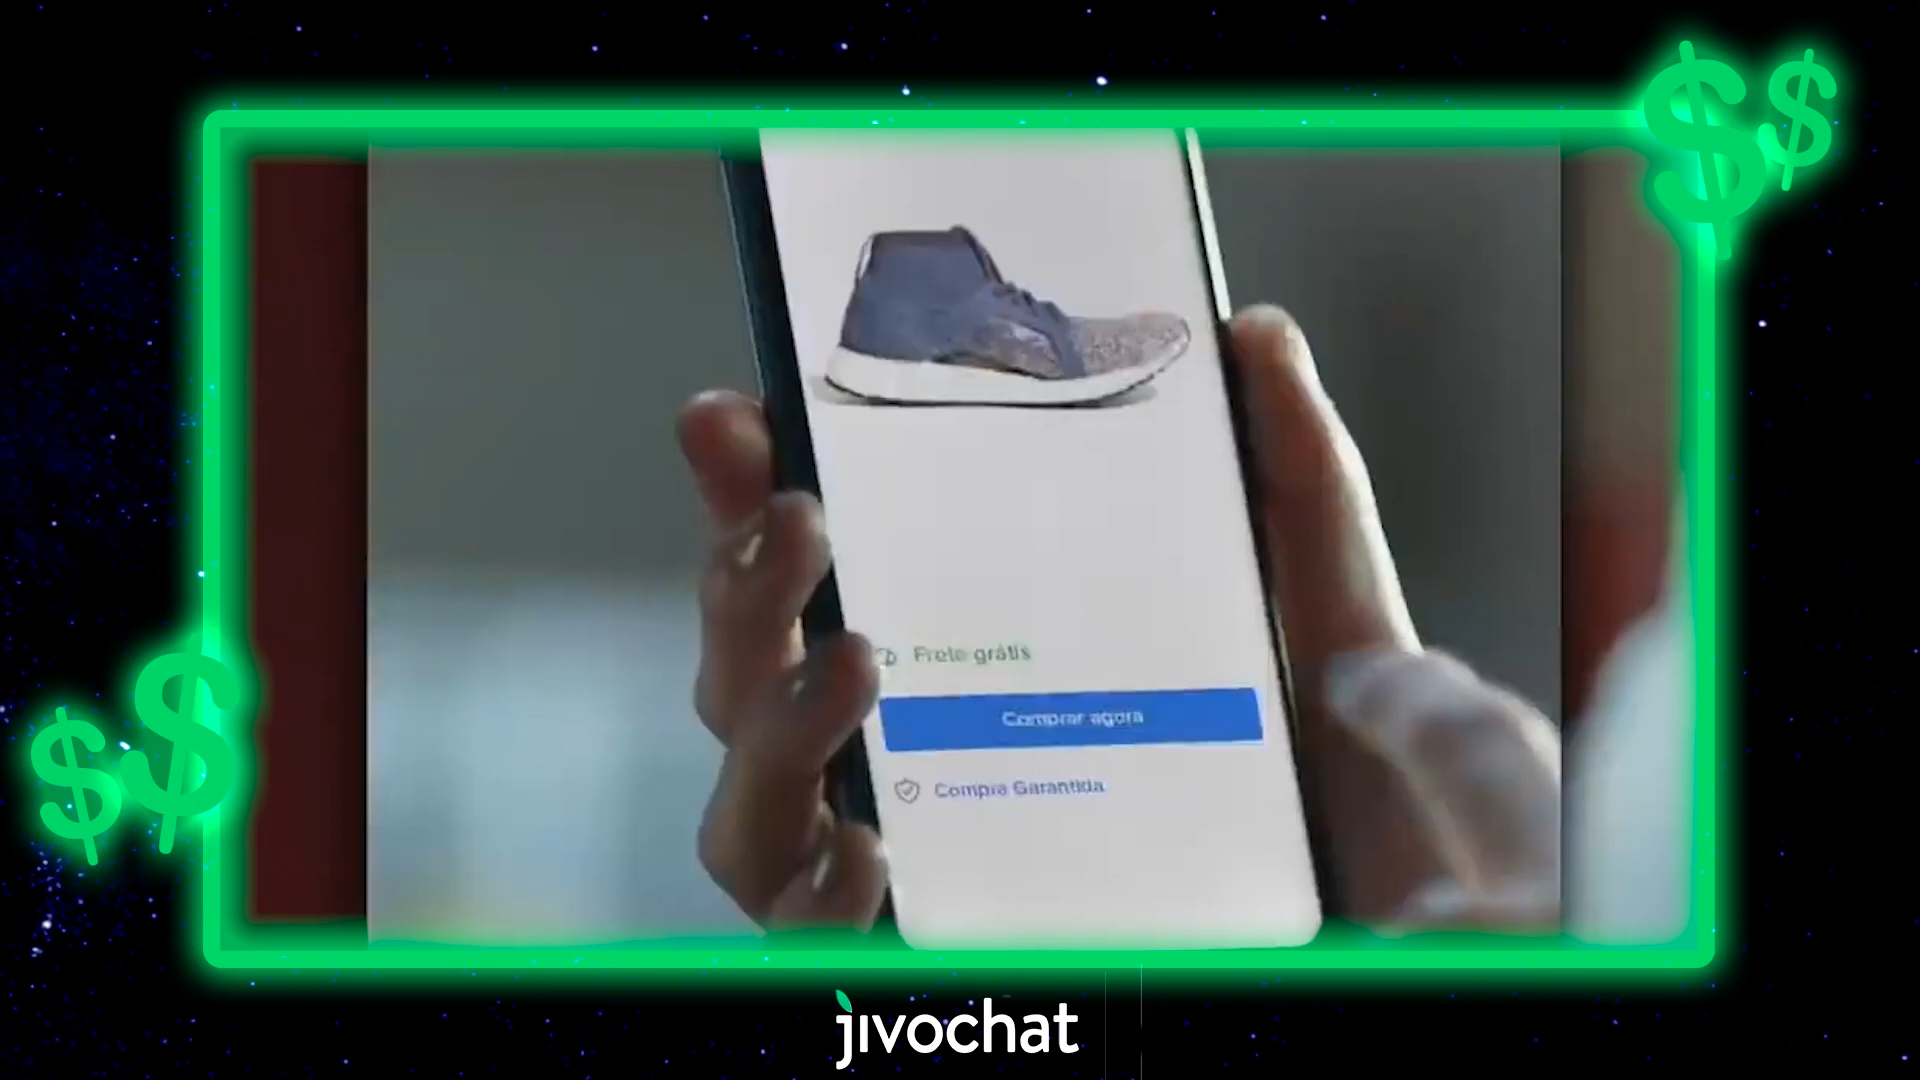 $ $
Frete grátis
Comprar agora
Compra Garantida
$ $
jivochat